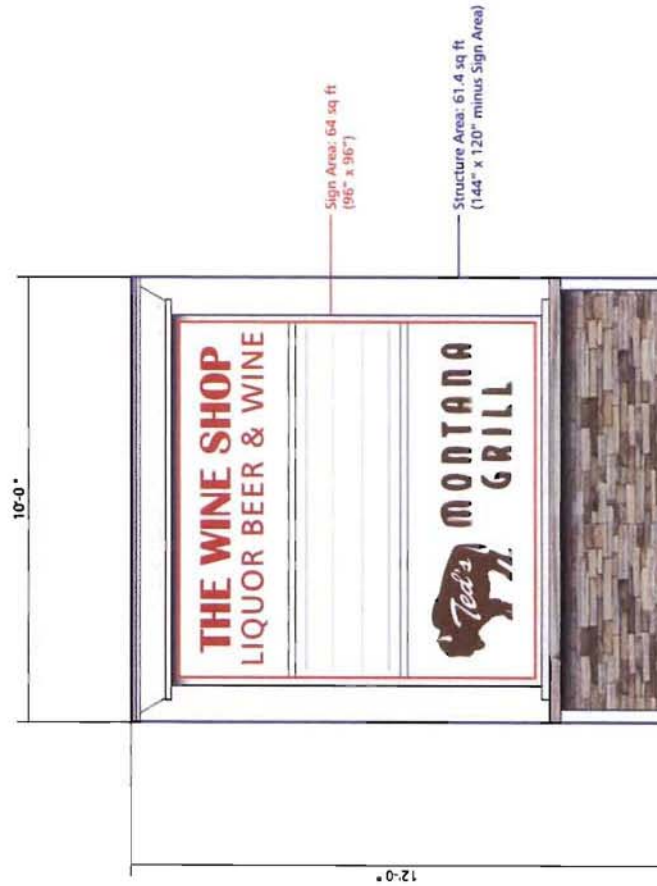 10'-0"
12'-0"
THE WINE SHOP
LIQUOR BEER & WINE
Ted's
MONTANA
GRILL
Sign Area: 64 sq ft
(96" x 96")
Structure Area: 61.4 sq ft
(144" x 120" minus Sign Area)